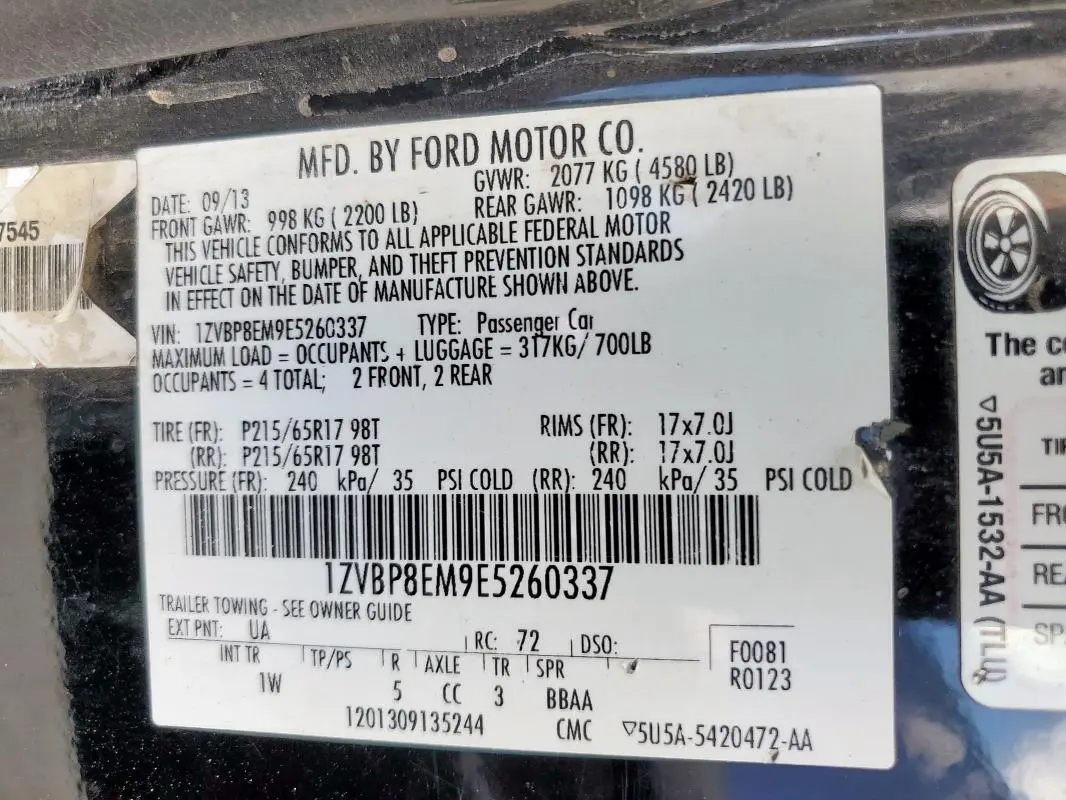 MFD. BY FORD MOTOR CO.
DATE: 09/13 GVWR: 2077 KG ( 4580 LB)
FRONT GAWR: 998 KG ( 2200 LB) REAR GAWR: 1098 KG ( 2420 LB)
THIS VEHICLE CONFORMS TO ALL APPLICABLE FEDERAL MOTOR
VEHICLE SAFETY, BUMPER, AND THEFT PREVENTION STANDARDS
IN EFFECT ON THE DATE OF MANUFACTURE SHOWN ABOVE.
VIN: 1ZVBP8EM9E5260337 TYPE: Passenger Car
MAXIMUM LOAD = OCCUPANTS + LUGGAGE = 317KG/ 700LB
OCCUPANTS = 4 TOTAL; 2 FRONT, 2 REAR
TIRE (FR): P215/65R17 98T RIMS (FR): 17x7.0J
(RR): P215/65R17 98T (RR): 17x7.0J
PRESSURE (FR): 240 kPa/ 35 PSI COLD (RR): 240 kPa/ 35 PSI COLD
1ZVBP8EM9E5260337
TRAILER TOWING - SEE OWNER GUIDE
EXT PNT: UA RC: 72 DSO:
INT TR TP/PS R AXLE TR SPR
1W 5 CC 3 BBAA
F0081
R0123
1201309135244 CMC ▽5U5A-5420472-AA
7545
The
▽5U5A-1532-AA (TLU)